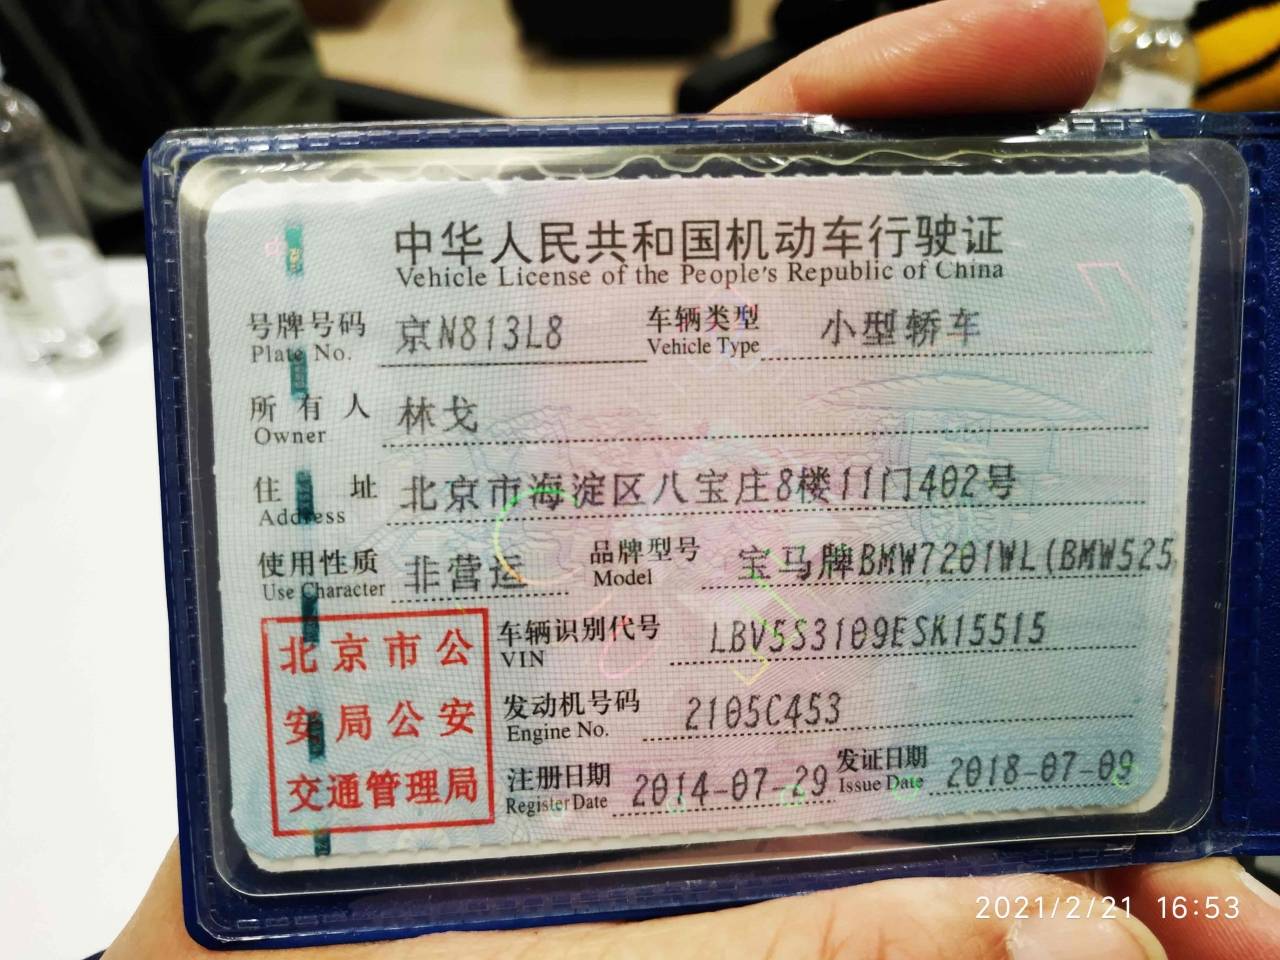 中华人民共和国机动车行驶证
Vehicle License of the People's Republic of China
号牌号码 京N813L8 车辆类型 小型轿车
Plate No. Vehicle Type
所有人 林戈
Owner
住址 北京市海淀区八宝庄8楼11门402号
Address
使用性质 非营运 品牌型号 宝马牌BMW7201WL(BMW525
Use Character Model
北京市公
安局公安
交通管理局
车辆识别代号 LBV5S3109ESK15515
VIN
发动机号码 2105C453
Engine No.
注册日期 2014-07-29 发证日期 2018-07-09
Register Date Issue Date
2021/2/21 16:53